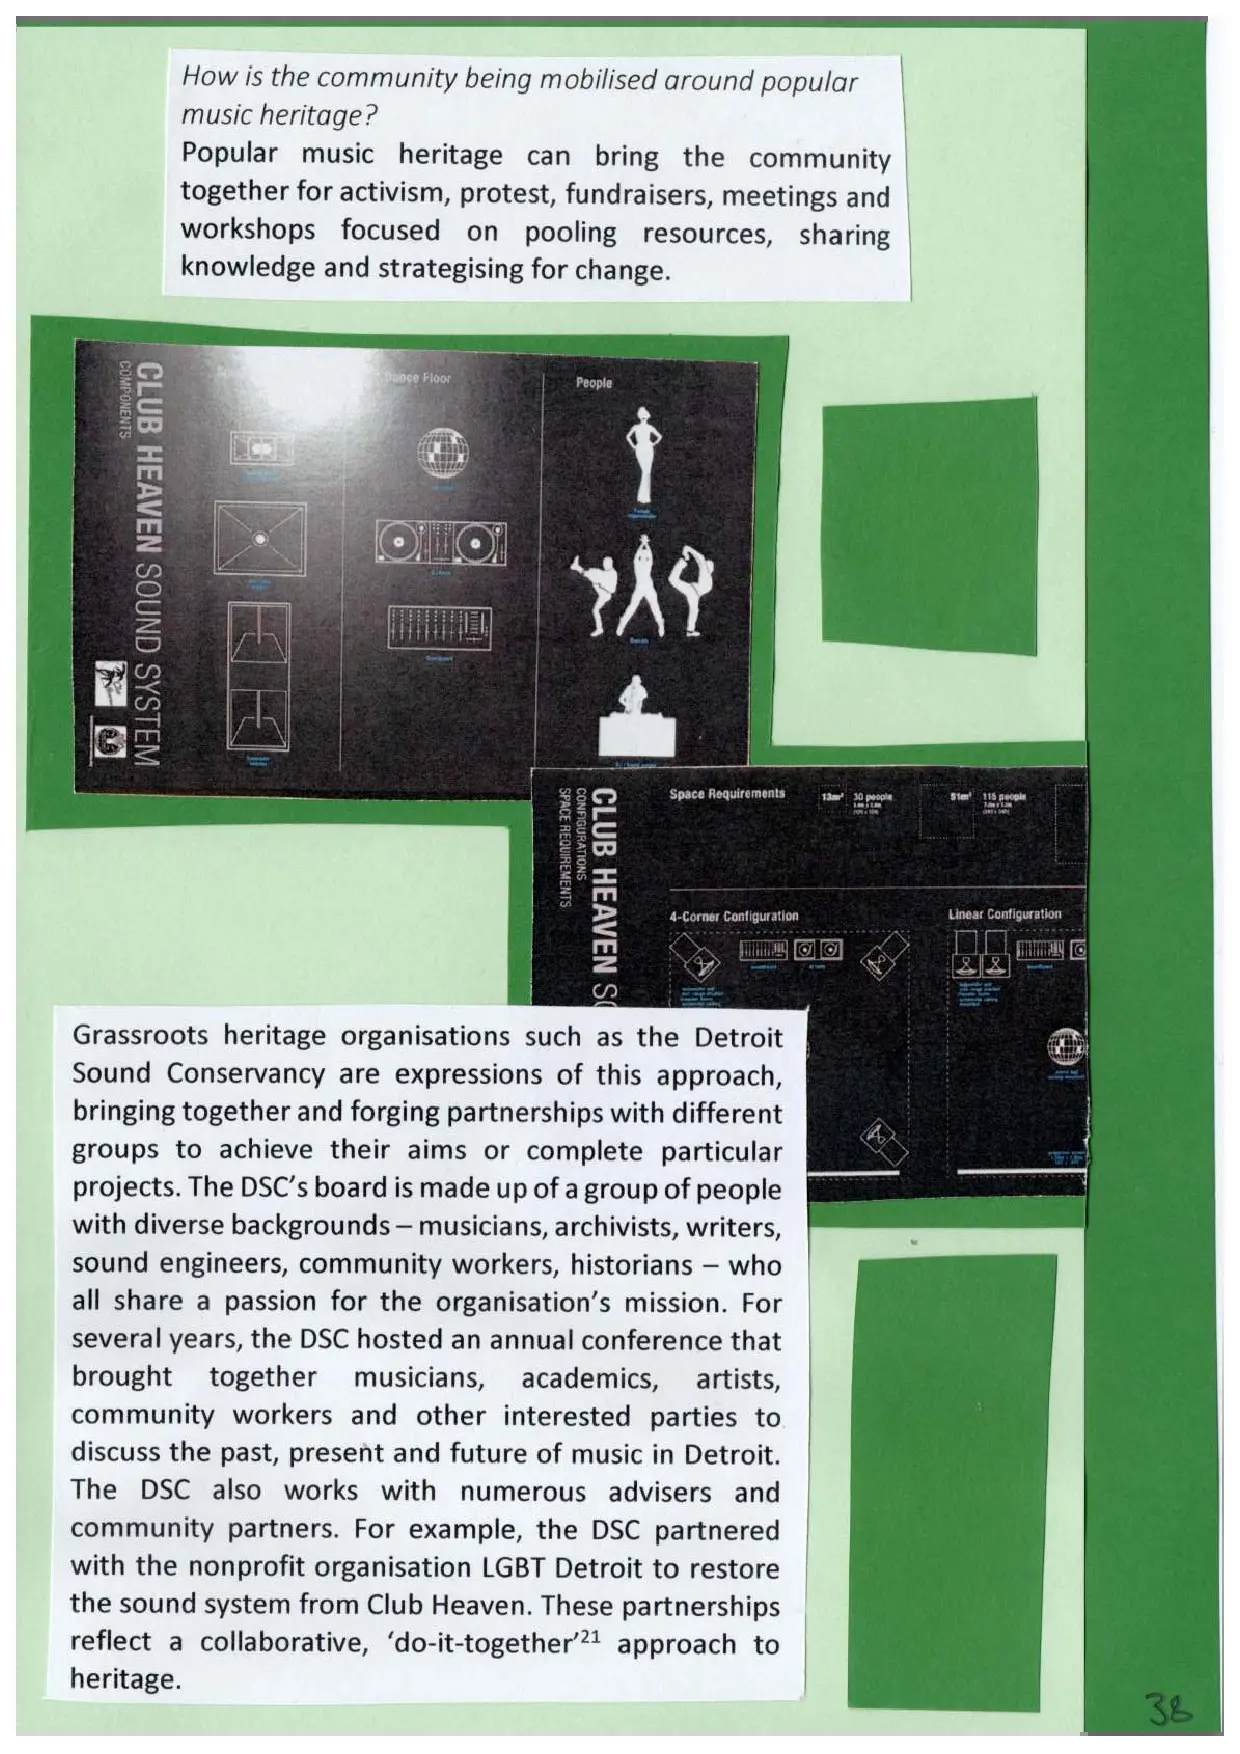 How is the community being mobilised around popular
music heritage?
Popular music heritage can bring the community
together for activism, protest, fundraisers, meetings and
workshops focused on pooling resources, sharing
knowledge and strategising for change.
CLUB HEAVEN SOUND SYSTEM
COMPONENTS
Dance Floor
People
CLUB HEAVEN SO
CONFIGURATIONS
SPACE REQUIREMENTS
Space Requirements
13m² 30 people
51m² 115 people
4-Corner Configuration
Linear Configuration
Grassroots heritage organisations such as the Detroit
Sound Conservancy are expressions of this approach,
bringing together and forging partnerships with different
groups to achieve their aims or complete particular
projects. The DSC’s board is made up of a group of people
with diverse backgrounds – musicians, archivists, writers,
sound engineers, community workers, historians – who
all share a passion for the organisation’s mission. For
several years, the DSC hosted an annual conference that
brought together musicians, academics, artists,
community workers and other interested parties to
discuss the past, present and future of music in Detroit.
The DSC also works with numerous advisers and
community partners. For example, the DSC partnered
with the nonprofit organisation LGBT Detroit to restore
the sound system from Club Heaven. These partnerships
reflect a collaborative, ‘do-it-together’²¹ approach to
heritage.
38